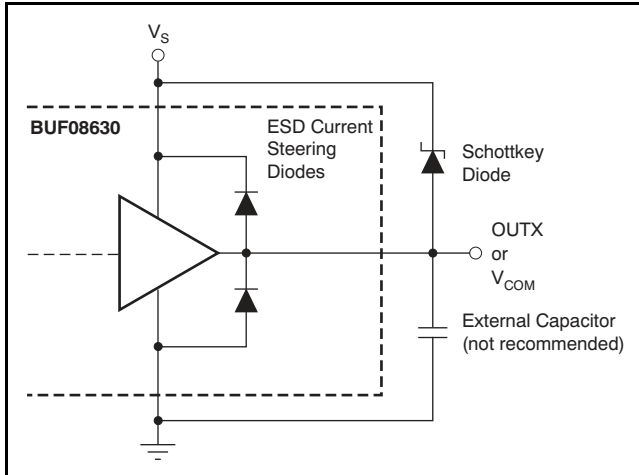 V_S
BUF08630
ESD Current
Steering
Diodes
Schottkey
Diode
OUTX
or
V_COM
External Capacitor
(not recommended)